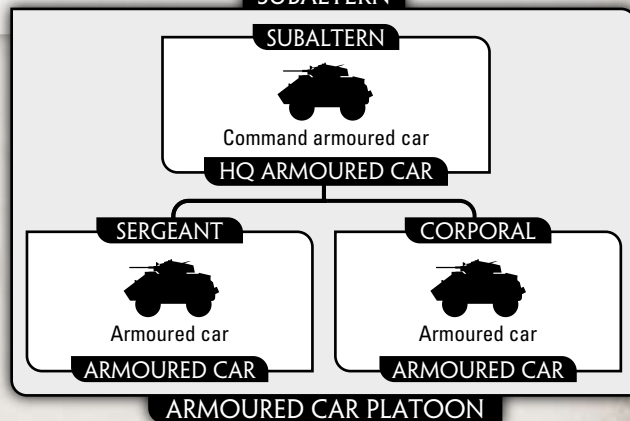 SUBALTERN
SUBALTERN
Command armoured car
HQ ARMOURED CAR
SERGEANT
CORPORAL
Armoured car
Armoured car
ARMOURED CAR
ARMOURED CAR
ARMOURED CAR PLATOON